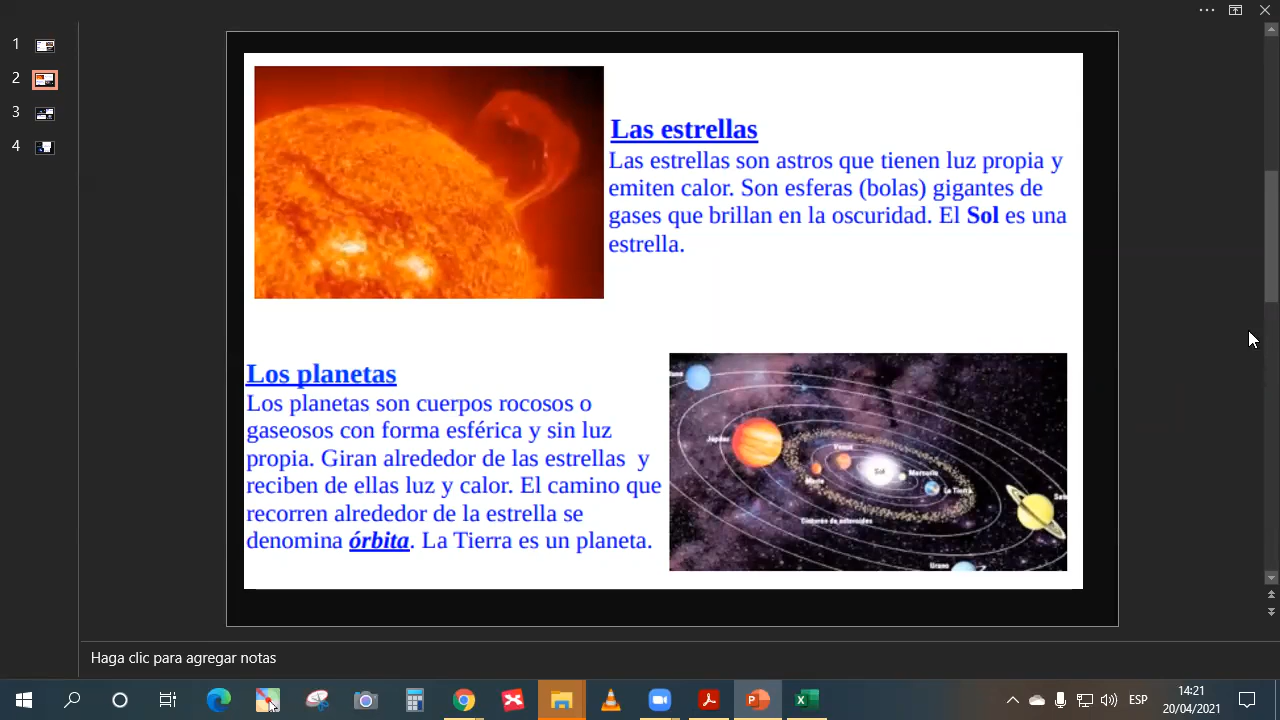 1
2
3
4
Las estrellas
Las estrellas son astros que tienen luz propia y
emiten calor. Son esferas (bolas) gigantes de
gases que brillan en la oscuridad. El Sol es una
estrella.
Los planetas
Los planetas son cuerpos rocosos o
gaseosos con forma esférica y sin luz
propia. Giran alrededor de las estrellas y
reciben de ellas luz y calor. El camino que
recorren alrededor de la estrella se
denomina órbita. La Tierra es un planeta.
Júpiter
Venus
Sol
Mercurio
Marte
La Tierra
Cinturón de asteroides
Urano
Haga clic para agregar notas
ESP
14:21
20/04/2021